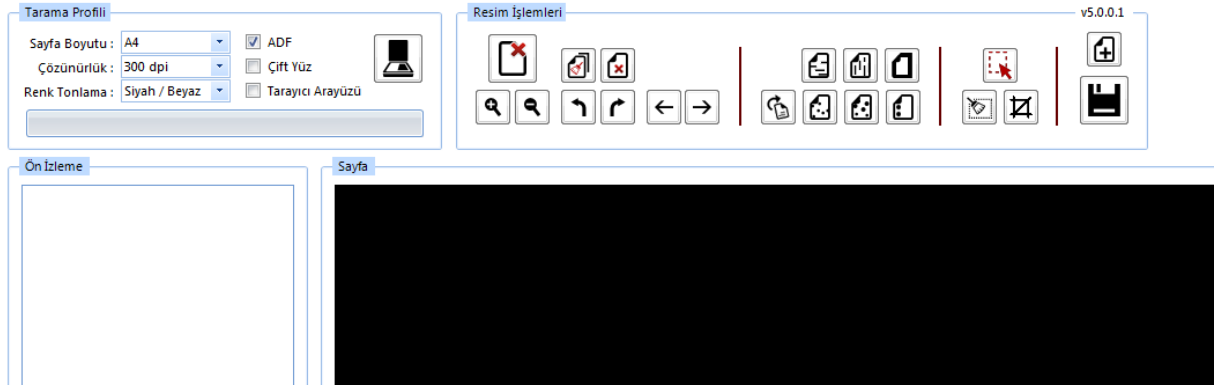 Tarama Profili
Sayfa Boyutu : A4 ADF
Çözünürlük : 300 dpi Çift Yüz
Renk Tonlama : Siyah / Beyaz Tarayıcı Arayüzü
Resim İşlemleri
v5.0.0.1
Ön İzleme
Sayfa